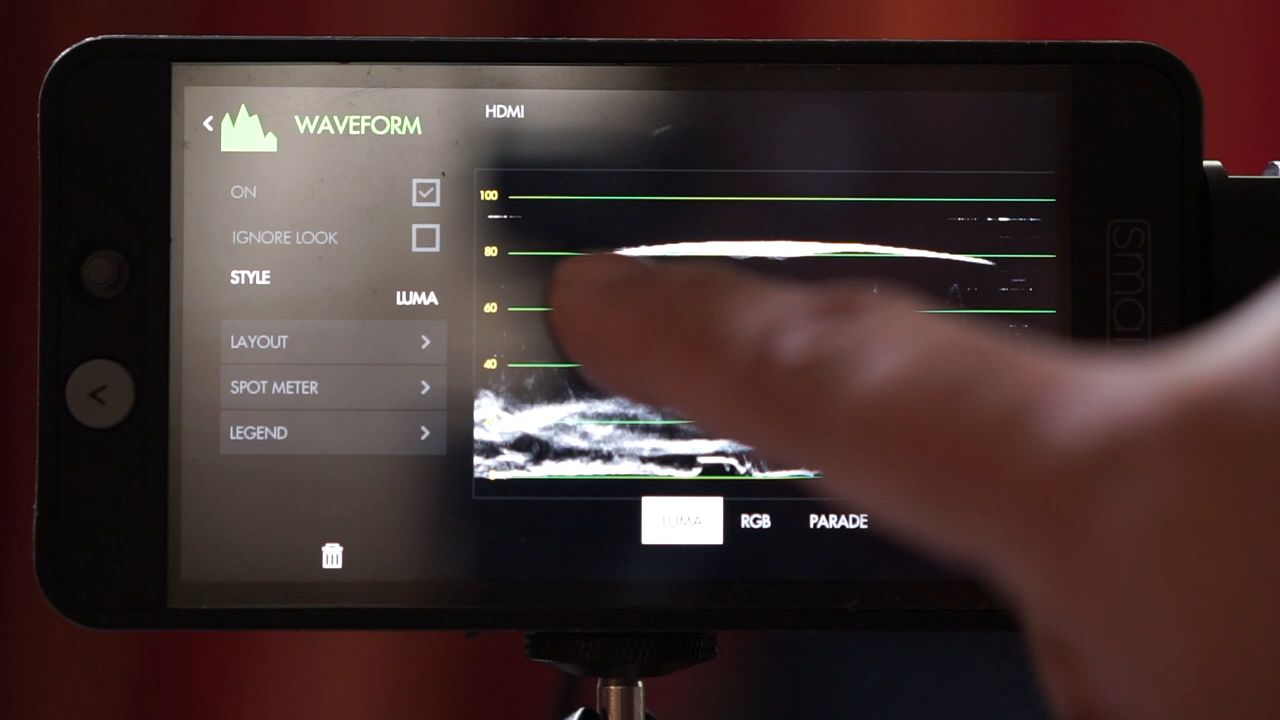 WAVEFORM
HDMI
ON
IGNORE LOOK
STYLE
LUMA
LAYOUT
SPOT METER
LEGEND
100
80
60
40
LUMA
RGB
PARADE